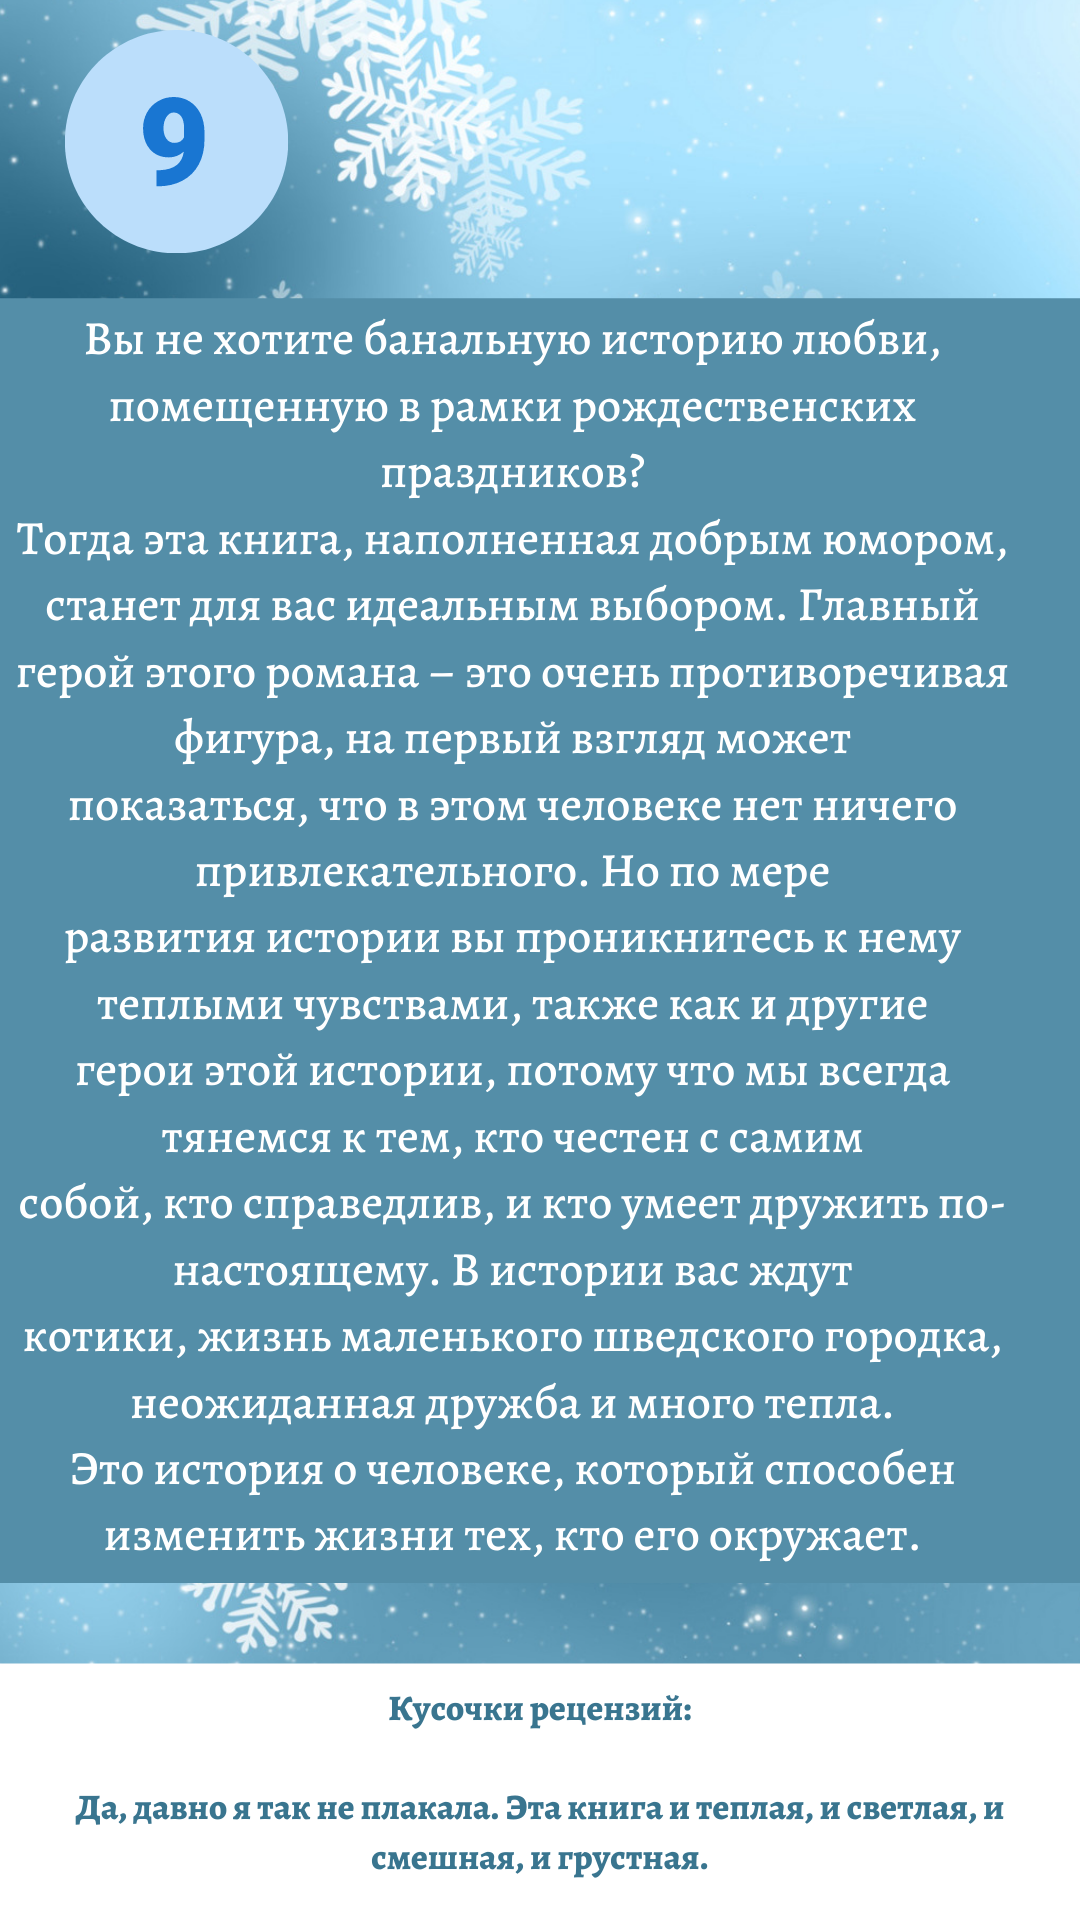 9
Вы не хотите банальную историю любви,
помещенную в рамки рождественских
праздников?
Тогда эта книга, наполненная добрым юмором,
станет для вас идеальным выбором. Главный
герой этого романа – это очень противоречивая
фигура, на первый взгляд может
показаться, что в этом человеке нет ничего
привлекательного. Но по мере
развития истории вы проникнитесь к нему
теплыми чувствами, также как и другие
герои этой истории, потому что мы всегда
тянемся к тем, кто честен с самим
собой, кто справедлив, и кто умеет дружить по-
настоящему. В истории вас ждут
котики, жизнь маленького шведского городка,
неожиданная дружба и много тепла.
Это история о человеке, который способен
изменить жизни тех, кто его окружает.
Кусочки рецензий:
Да, давно я так не плакала. Эта книга и теплая, и светлая, и
смешная, и грустная.